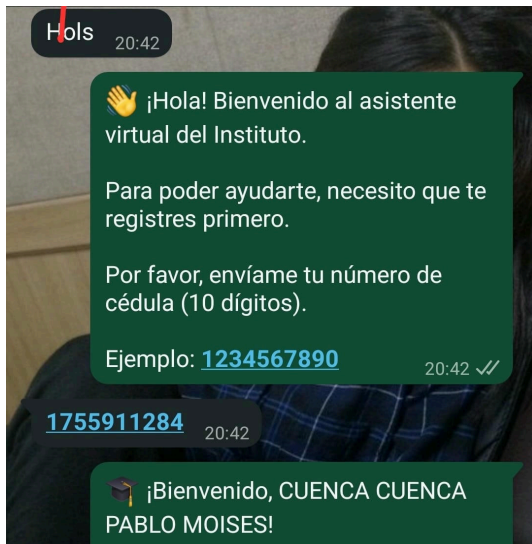 Hols 20:42
👋 ¡Hola! Bienvenido al asistente
virtual del Instituto.
Para poder ayudarte, necesito que te
registres primero.
Por favor, envíame tu número de
cédula (10 dígitos).
Ejemplo: 1234567890 20:42
1755911284 20:42
🎓 ¡Bienvenido, CUENCA CUENCA
PABLO MOISES!